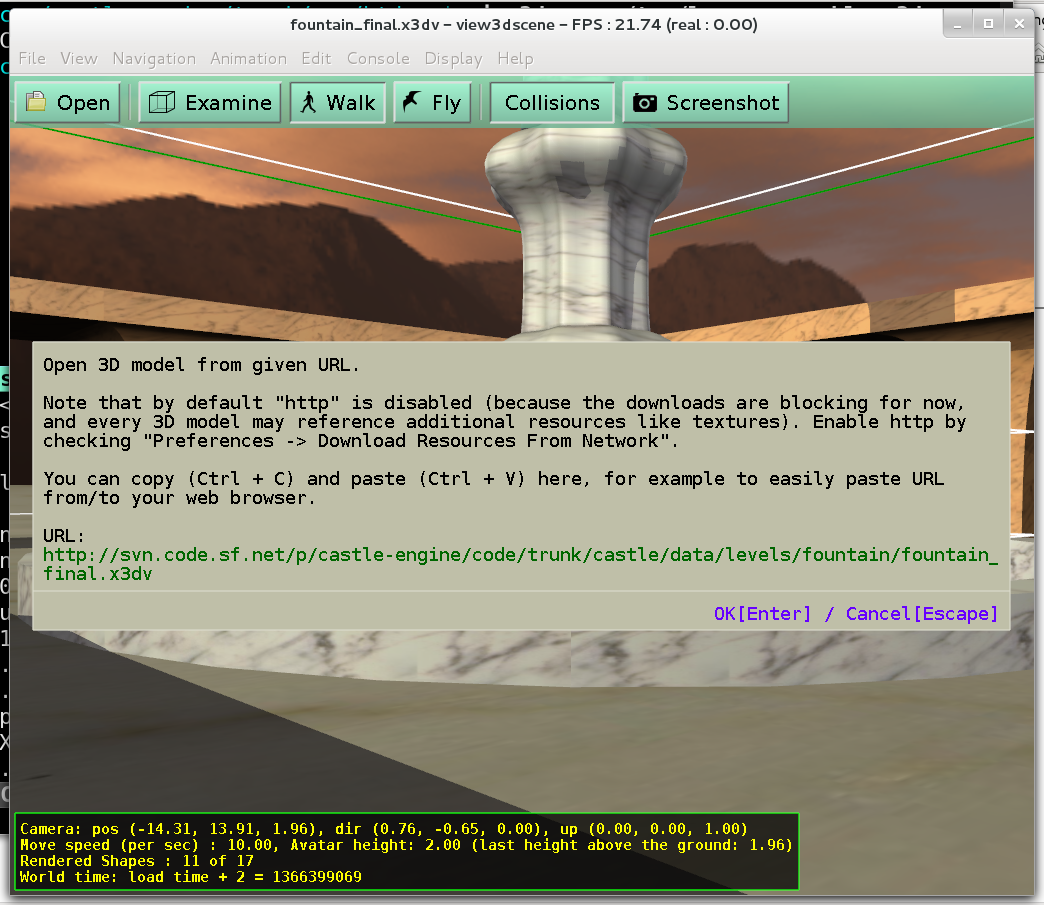 fountain_final.x3dv – view3dscene – FPS : 21.74 (real : 0.00)
File View Navigation Animation Edit Console Display Help
Open Examine Walk Fly Collisions Screenshot
Open 3D model from given URL.
Note that by default "http" is disabled (because the downloads are blocking for now,
and every 3D model may reference additional resources like textures). Enable http by
checking "Preferences -> Download Resources From Network".
You can copy (Ctrl + C) and paste (Ctrl + V) here, for example to easily paste URL
from/to your web browser.
URL:
http://svn.code.sf.net/p/castle-engine/code/trunk/castle/data/levels/fountain/fountain_
final.x3dv
OK[Enter] / Cancel[Escape]
Camera: pos (-14.31, 13.91, 1.96), dir (0.76, -0.65, 0.00), up (0.00, 0.00, 1.00)
Move speed (per sec) : 10.00, Avatar height: 2.00 (last height above the ground: 1.96)
Rendered Shapes : 11 of 17
World time: load time + 2 = 1366399069